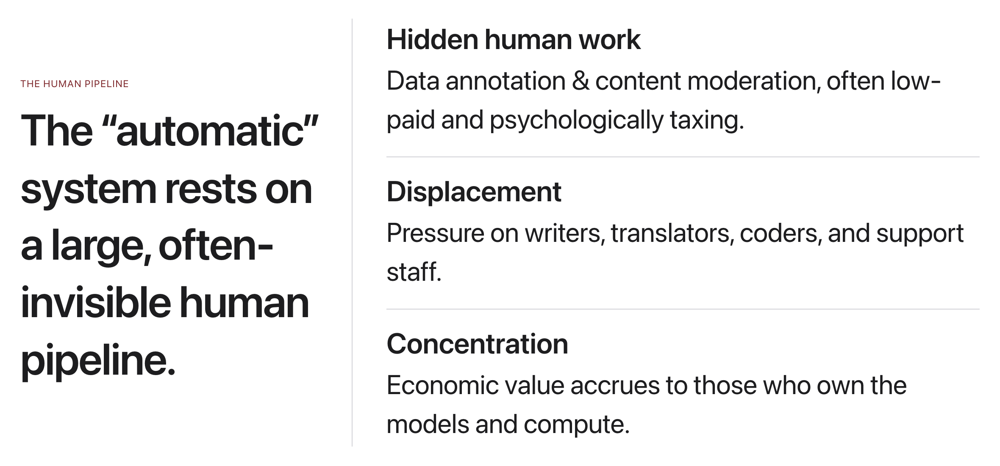 THE HUMAN PIPELINE
The “automatic”
system rests on
a large, often-
invisible human
pipeline.
Hidden human work
Data annotation & content moderation, often low-
paid and psychologically taxing.
Displacement
Pressure on writers, translators, coders, and support
staff.
Concentration
Economic value accrues to those who own the
models and compute.